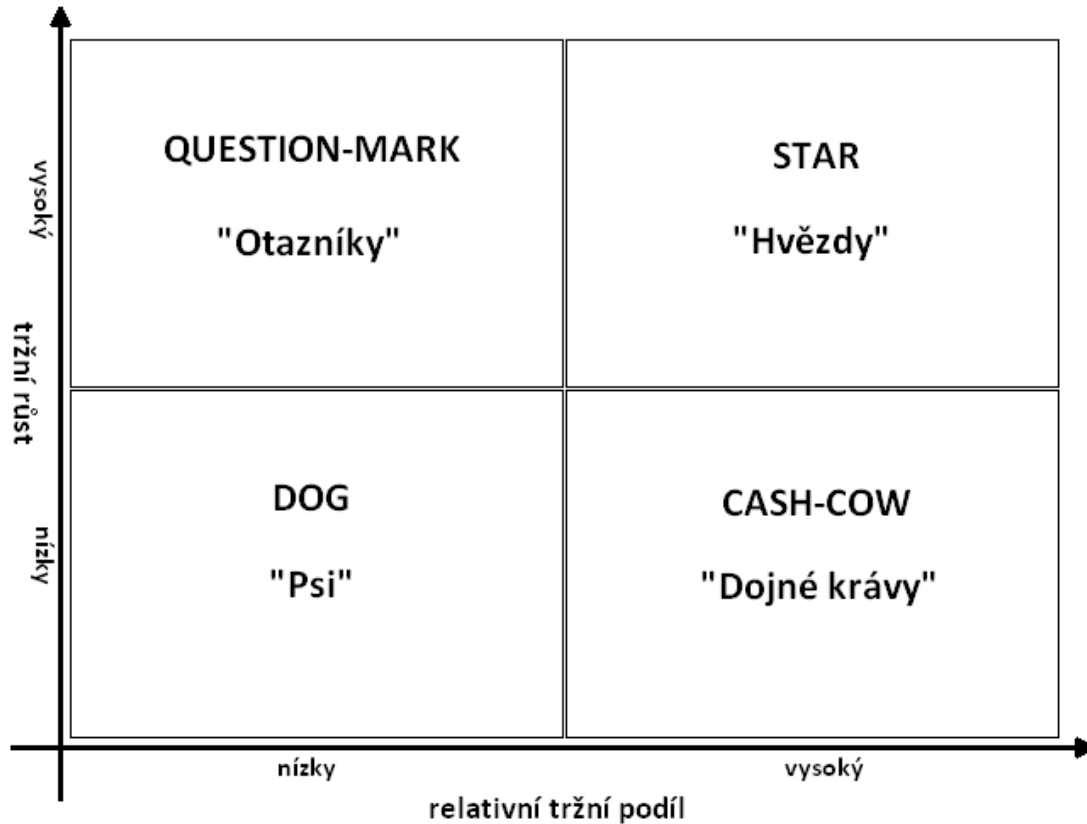 QUESTION-MARK
"Otazníky"
STAR
"Hvězdy"
vysoký
tržní růst
nízky
DOG
"Psi"
CASH-COW
"Dojné krávy"
nízky
vysoký
relativní tržní podíl